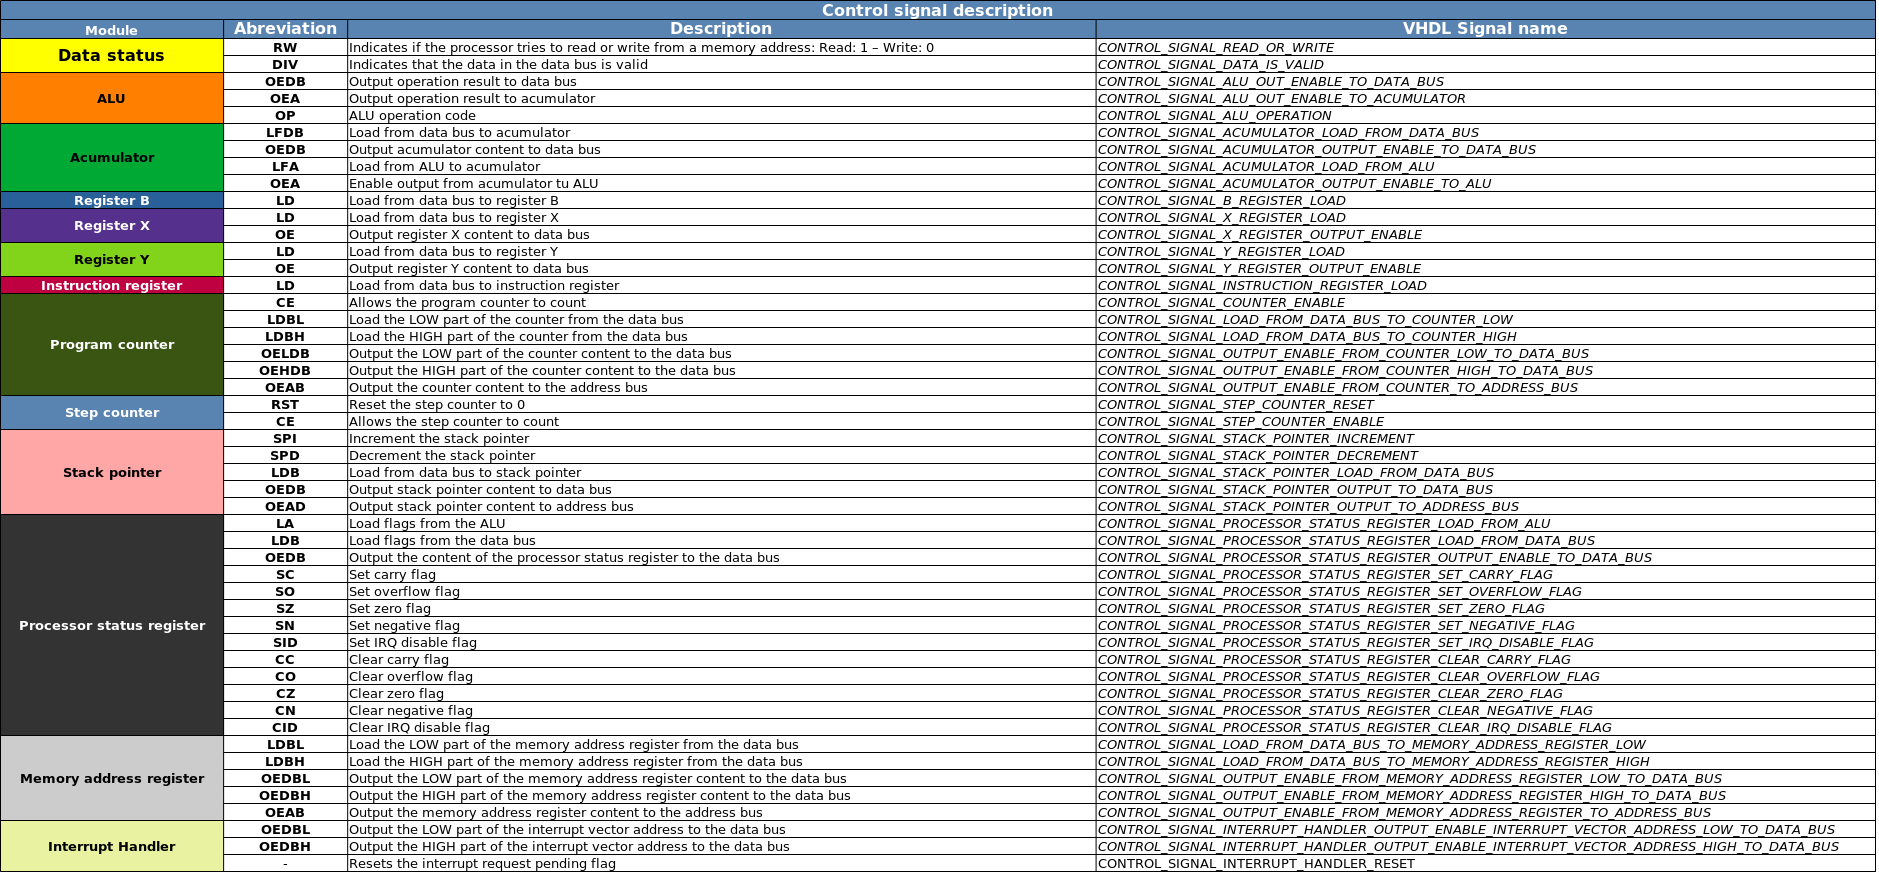 Control signal description
Module Abreviation Description VHDL Signal name
Data status
RW Indicates if the processor tries to read or write from a memory address: Read: 1 – Write: 0 CONTROL_SIGNAL_READ_OR_WRITE
DIV Indicates that the data in the data bus is valid CONTROL_SIGNAL_DATA_IS_VALID
ALU
OEDB Output operation result to data bus CONTROL_SIGNAL_ALU_OUT_ENABLE_TO_DATA_BUS
OEA Output operation result to acumulator CONTROL_SIGNAL_ALU_OUT_ENABLE_TO_ACUMULATOR
OP ALU operation code CONTROL_SIGNAL_ALU_OPERATION
Acumulator
LFDB Load from data bus to acumulator CONTROL_SIGNAL_ACUMULATOR_LOAD_FROM_DATA_BUS
OEDB Output acumulator content to data bus CONTROL_SIGNAL_ACUMULATOR_OUTPUT_ENABLE_TO_DATA_BUS
LFA Load from ALU to acumulator CONTROL_SIGNAL_ACUMULATOR_LOAD_FROM_ALU
OEA Enable output from acumulator tu ALU CONTROL_SIGNAL_ACUMULATOR_OUTPUT_ENABLE_TO_ALU
Register B LD Load from data bus to register B CONTROL_SIGNAL_B_REGISTER_LOAD
Register X
LD Load from data bus to register X CONTROL_SIGNAL_X_REGISTER_LOAD
OE Output register X content to data bus CONTROL_SIGNAL_X_REGISTER_OUTPUT_ENABLE
Register Y
LD Load from data bus to register Y CONTROL_SIGNAL_Y_REGISTER_LOAD
OE Output register Y content to data bus CONTROL_SIGNAL_Y_REGISTER_OUTPUT_ENABLE
Instruction register LD Load from data bus to instruction register CONTROL_SIGNAL_INSTRUCTION_REGISTER_LOAD
Program counter
CE Allows the program counter to count CONTROL_SIGNAL_COUNTER_ENABLE
LDBL Load the LOW part of the counter from the data bus CONTROL_SIGNAL_LOAD_FROM_DATA_BUS_TO_COUNTER_LOW
LDBH Load the HIGH part of the counter from the data bus CONTROL_SIGNAL_LOAD_FROM_DATA_BUS_TO_COUNTER_HIGH
OELDB Output the LOW part of the counter content to the data bus CONTROL_SIGNAL_OUTPUT_ENABLE_FROM_COUNTER_LOW_TO_DATA_BUS
OEHDB Output the HIGH part of the counter content to the data bus CONTROL_SIGNAL_OUTPUT_ENABLE_FROM_COUNTER_HIGH_TO_DATA_BUS
OEAB Output the counter content to the address bus CONTROL_SIGNAL_OUTPUT_ENABLE_FROM_COUNTER_TO_ADDRESS_BUS
Step counter
RST Reset the step counter to 0 CONTROL_SIGNAL_STEP_COUNTER_RESET
CE Allows the step counter to count CONTROL_SIGNAL_STEP_COUNTER_ENABLE
Stack pointer
SPI Increment the stack pointer CONTROL_SIGNAL_STACK_POINTER_INCREMENT
SPD Decrement the stack pointer CONTROL_SIGNAL_STACK_POINTER_DECREMENT
LDB Load from data bus to stack pointer CONTROL_SIGNAL_STACK_POINTER_LOAD_FROM_DATA_BUS
OEDB Output stack pointer content to data bus CONTROL_SIGNAL_STACK_POINTER_OUTPUT_TO_DATA_BUS
OEAD Output stack pointer content to address bus CONTROL_SIGNAL_STACK_POINTER_OUTPUT_TO_ADDRESS_BUS
Processor status register
LA Load flags from the ALU CONTROL_SIGNAL_PROCESSOR_STATUS_REGISTER_LOAD_FROM_ALU
LDB Load flags from the data bus CONTROL_SIGNAL_PROCESSOR_STATUS_REGISTER_LOAD_FROM_DATA_BUS
OEDB Output the content of the processor status register to the data bus CONTROL_SIGNAL_PROCESSOR_STATUS_REGISTER_OUTPUT_ENABLE_TO_DATA_BUS
SC Set carry flag CONTROL_SIGNAL_PROCESSOR_STATUS_REGISTER_SET_CARRY_FLAG
SO Set overflow flag CONTROL_SIGNAL_PROCESSOR_STATUS_REGISTER_SET_OVERFLOW_FLAG
SZ Set zero flag CONTROL_SIGNAL_PROCESSOR_STATUS_REGISTER_SET_ZERO_FLAG
SN Set negative flag CONTROL_SIGNAL_PROCESSOR_STATUS_REGISTER_SET_NEGATIVE_FLAG
SID Set IRQ disable flag CONTROL_SIGNAL_PROCESSOR_STATUS_REGISTER_SET_IRQ_DISABLE_FLAG
CC Clear carry flag CONTROL_SIGNAL_PROCESSOR_STATUS_REGISTER_CLEAR_CARRY_FLAG
CO Clear overflow flag CONTROL_SIGNAL_PROCESSOR_STATUS_REGISTER_CLEAR_OVERFLOW_FLAG
CZ Clear zero flag CONTROL_SIGNAL_PROCESSOR_STATUS_REGISTER_CLEAR_ZERO_FLAG
CN Clear negative flag CONTROL_SIGNAL_PROCESSOR_STATUS_REGISTER_CLEAR_NEGATIVE_FLAG
CID Clear IRQ disable flag CONTROL_SIGNAL_PROCESSOR_STATUS_REGISTER_CLEAR_IRQ_DISABLE_FLAG
Memory address register
LDBL Load the LOW part of the memory address register from the data bus CONTROL_SIGNAL_LOAD_FROM_DATA_BUS_TO_MEMORY_ADDRESS_REGISTER_LOW
LDBH Load the HIGH part of the memory address register from the data bus CONTROL_SIGNAL_LOAD_FROM_DATA_BUS_TO_MEMORY_ADDRESS_REGISTER_HIGH
OEDBL Output the LOW part of the memory address register content to the data bus CONTROL_SIGNAL_OUTPUT_ENABLE_FROM_MEMORY_ADDRESS_REGISTER_LOW_TO_DATA_BUS
OEDBH Output the HIGH part of the memory address register content to the data bus CONTROL_SIGNAL_OUTPUT_ENABLE_FROM_MEMORY_ADDRESS_REGISTER_HIGH_TO_DATA_BUS
OEAB Output the memory address register content to the address bus CONTROL_SIGNAL_OUTPUT_ENABLE_FROM_MEMORY_ADDRESS_REGISTER_TO_ADDRESS_BUS
Interrupt Handler
OEDBL Output the LOW part of the interrupt vector address to the data bus CONTROL_SIGNAL_INTERRUPT_HANDLER_OUTPUT_ENABLE_INTERRUPT_VECTOR_ADDRESS_LOW_TO_DATA_BUS
OEDBH Output the HIGH part of the interrupt vector address to the data bus CONTROL_SIGNAL_INTERRUPT_HANDLER_OUTPUT_ENABLE_INTERRUPT_VECTOR_ADDRESS_HIGH_TO_DATA_BUS
- Resets the interrupt request pending flag CONTROL_SIGNAL_INTERRUPT_HANDLER_RESET